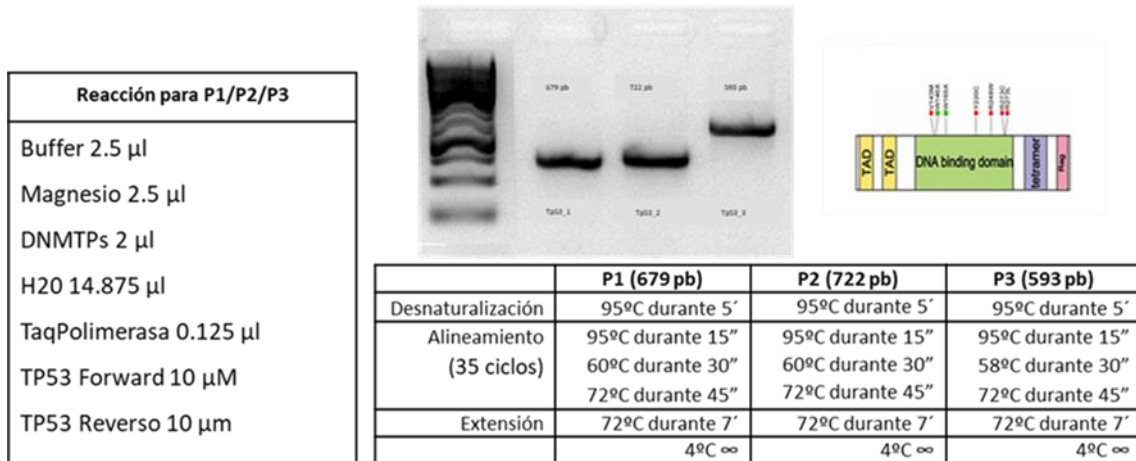 Reacción para P1/P2/P3
Buffer 2.5 µl
Magnesio 2.5 µl
DNMTPs 2 µl
H20 14.875 µl
TaqPolimerasa 0.125 µl
TP53 Forward 10 µM
TP53 Reverso 10 µm
679 pb 722 pb 593 pb
Tp53_1 Tp53_2 Tp53_3
Y220C
TAD TAD DNA binding domain tetramer Reg
P1 (679 pb) P2 (722 pb) P3 (593 pb)
Desnaturalización 95ºC durante 5´ 95ºC durante 5´ 95ºC durante 5´
Alineamiento 95ºC durante 15” 95ºC durante 15” 95ºC durante 15”
(35 ciclos) 60ºC durante 30” 60ºC durante 30” 58ºC durante 30”
72ºC durante 45” 72ºC durante 45” 72ºC durante 45”
Extensión 72ºC durante 7´ 72ºC durante 7´ 72ºC durante 7´
4ºC ∞ 4ºC ∞ 4ºC ∞